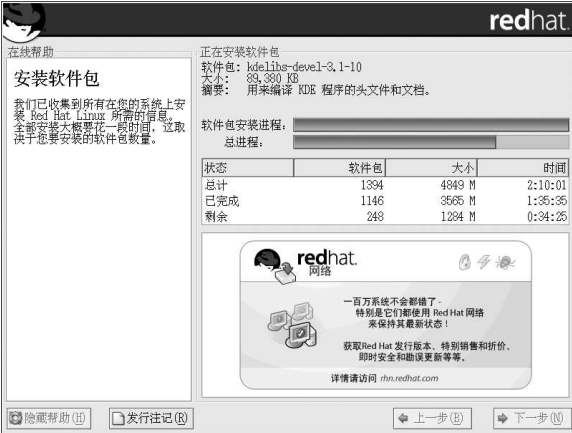 redhat.
在线帮助
安装软件包
我们已收集到所有在您的系统上安
装 Red Hat Linux 所需的信息。
全部安装大概要花一段时间，这取
决于您要安装的软件包数量。
正在安装软件包
软件包: kdelibs-devel-3.1-10
大小: 89,380 KB
摘要: 用来编译 KDE 程序的头文件和文档。
软件包安装进程:
总进程:
状态 软件包 大小 时间
总计 1394 4849 M 2:10:01
已完成 1146 3565 M 1:35:35
剩余 248 1284 M 0:34:25
redhat.
网络
一百万系统不会都错了 -
特别是它们都使用 Red Hat 网络
来保持其最新状态！
获取Red Hat 发行版本、特别销售和折价、
即时安全和勘误更新等等。
详情请访问 rhn.redhat.com
隐藏帮助(H) 发行注记(R) 上一步(B) 下一步(N)